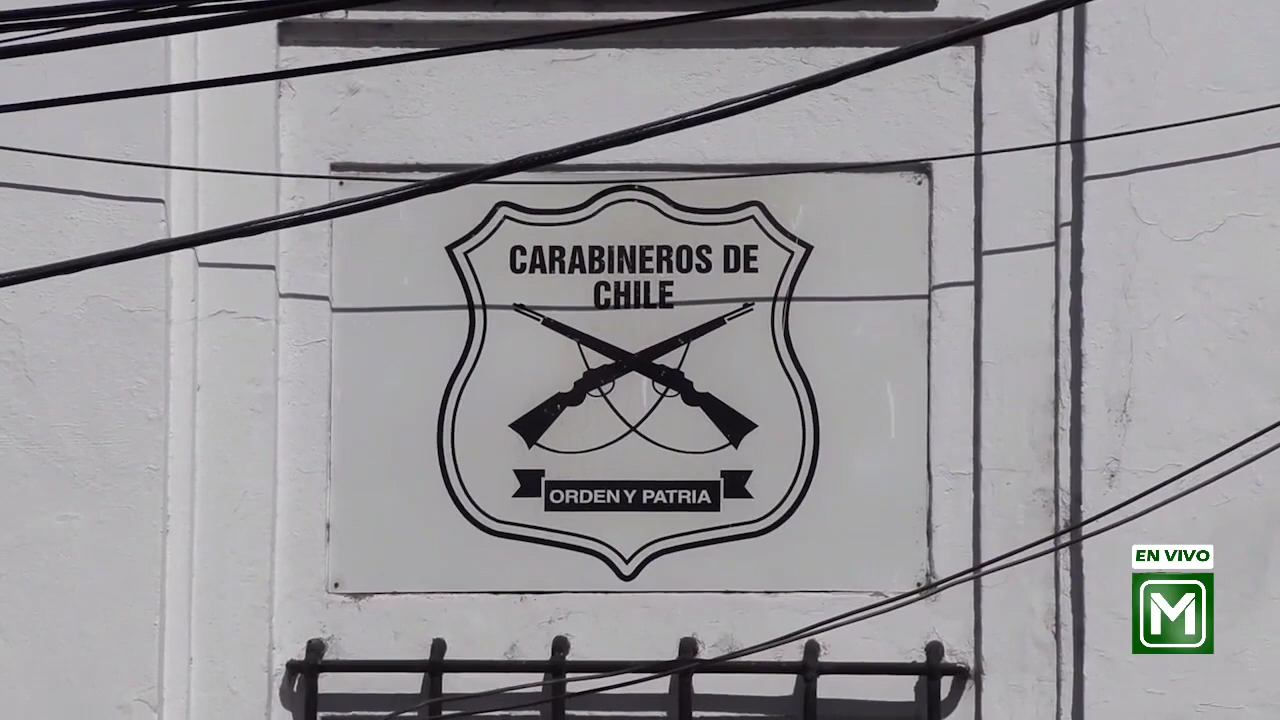 CARABINEROS DE
CHILE
ORDEN Y PATRIA
EN VIVO
M